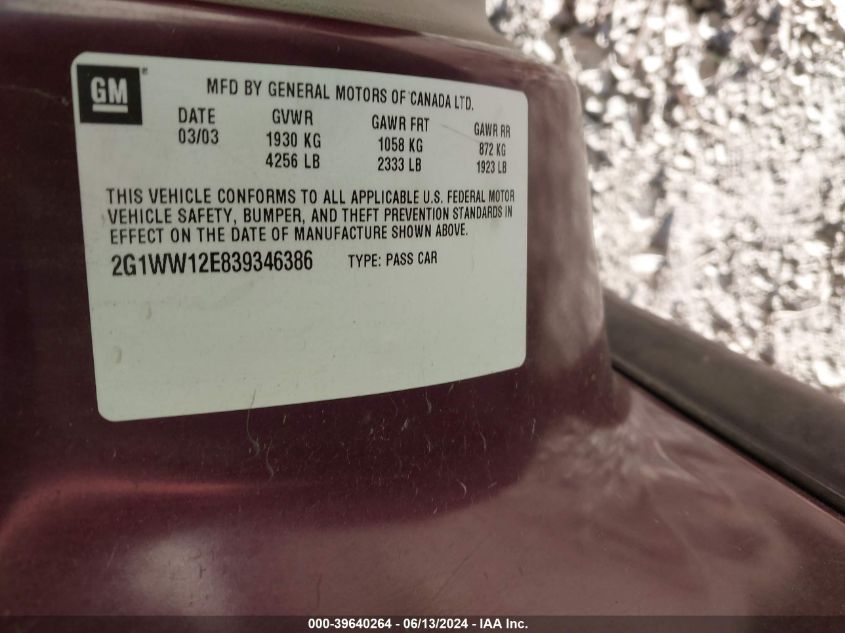 GM ®
MFD BY GENERAL MOTORS OF CANADA LTD.
DATE GVWR GAWR FRT GAWR RR
03/03 1930 KG 1058 KG 872 KG
4256 LB 2333 LB 1923 LB
THIS VEHICLE CONFORMS TO ALL APPLICABLE U.S. FEDERAL MOTOR
VEHICLE SAFETY, BUMPER, AND THEFT PREVENTION STANDARDS IN
EFFECT ON THE DATE OF MANUFACTURE SHOWN ABOVE.
2G1WW12E839346386 TYPE: PASS CAR
000-39640264 - 06/13/2024 - IAA Inc.